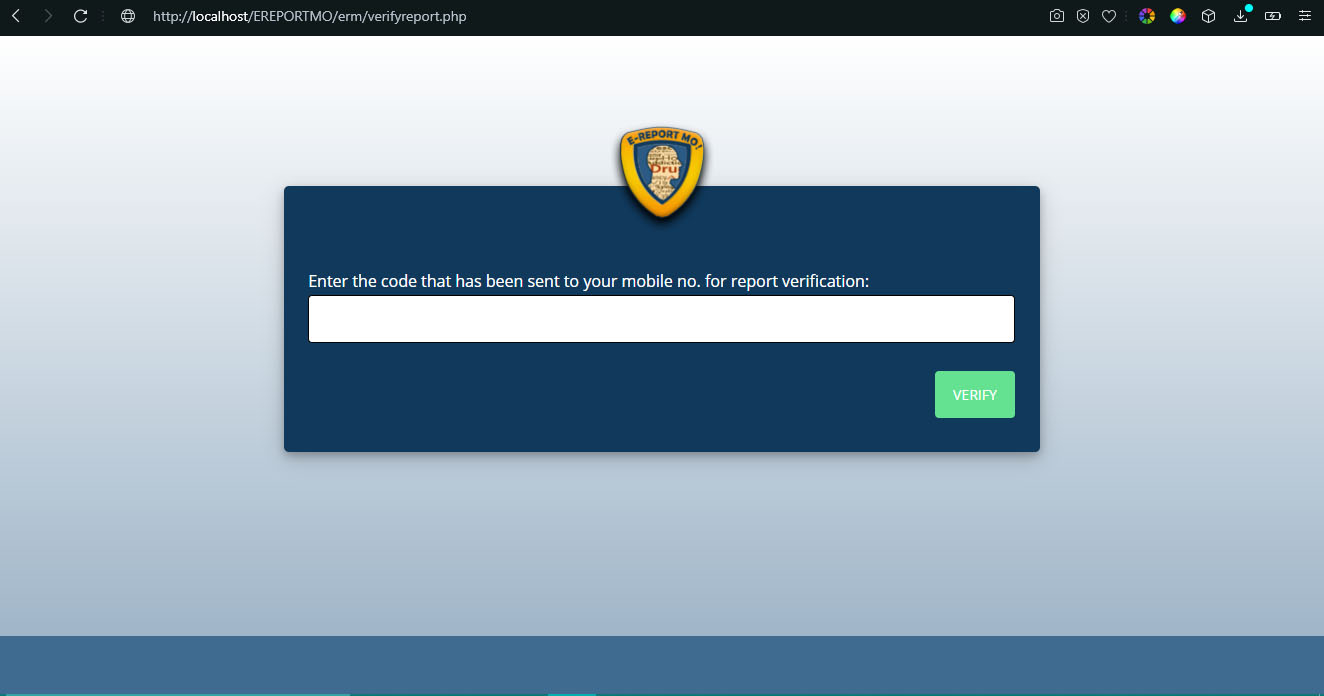 http://localhost/EREPORTMO/erm/verifyreport.php
E-REPORT MO!
Dru
Enter the code that has been sent to your mobile no. for report verification:
VERIFY